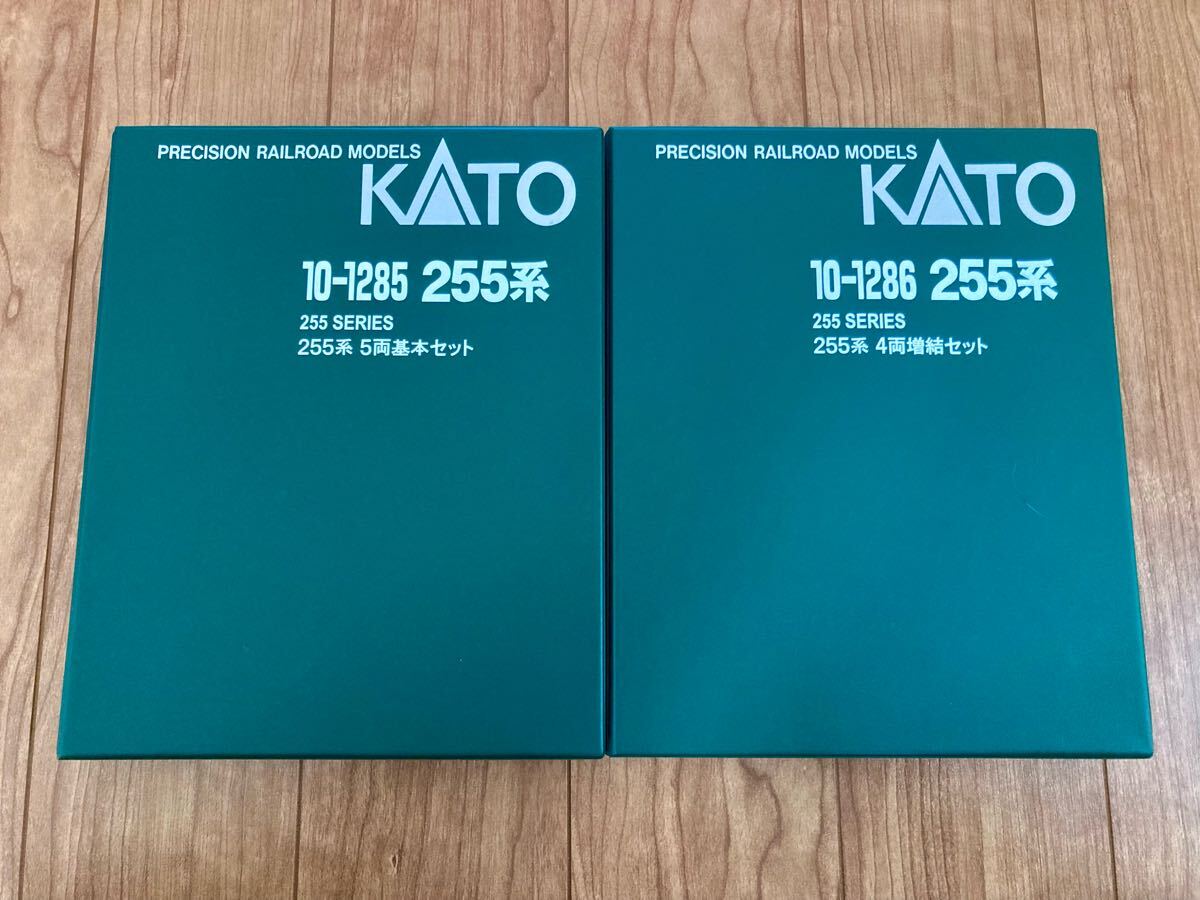 PRECISION RAILROAD MODELS
KATO
10-1285 255系
255 SERIES
255系 5両基本セット
PRECISION RAILROAD MODELS
KATO
10-1286 255系
255 SERIES
255系 4両増結セット